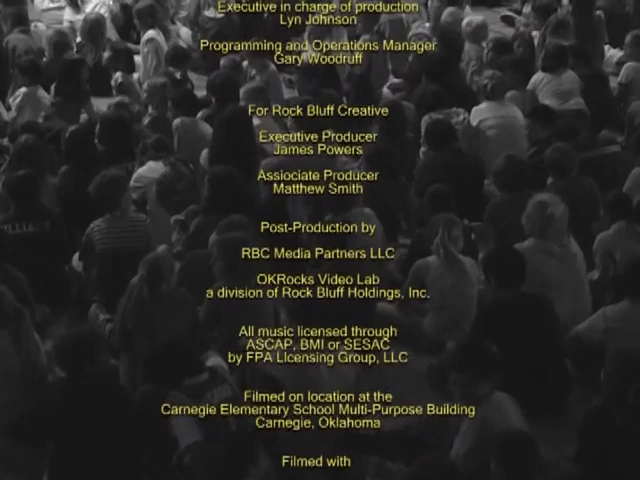 Executive in charge of production
Lyn Johnson
Programming and Operations Manager
Gary Woodruff
For Rock Bluff Creative
Executive Producer
James Powers
Assiociate Producer
Matthew Smith
Post-Production by
RBC Media Partners LLC
OKRocks Video Lab
a division of Rock Bluff Holdings, Inc.
All music licensed through
ASCAP, BMI or SESAC
by FPA LIcensing Group, LLC
Filmed on location at the
Carnegie Elementary School Multi-Purpose Building
Carnegie, Oklahoma
Filmed with